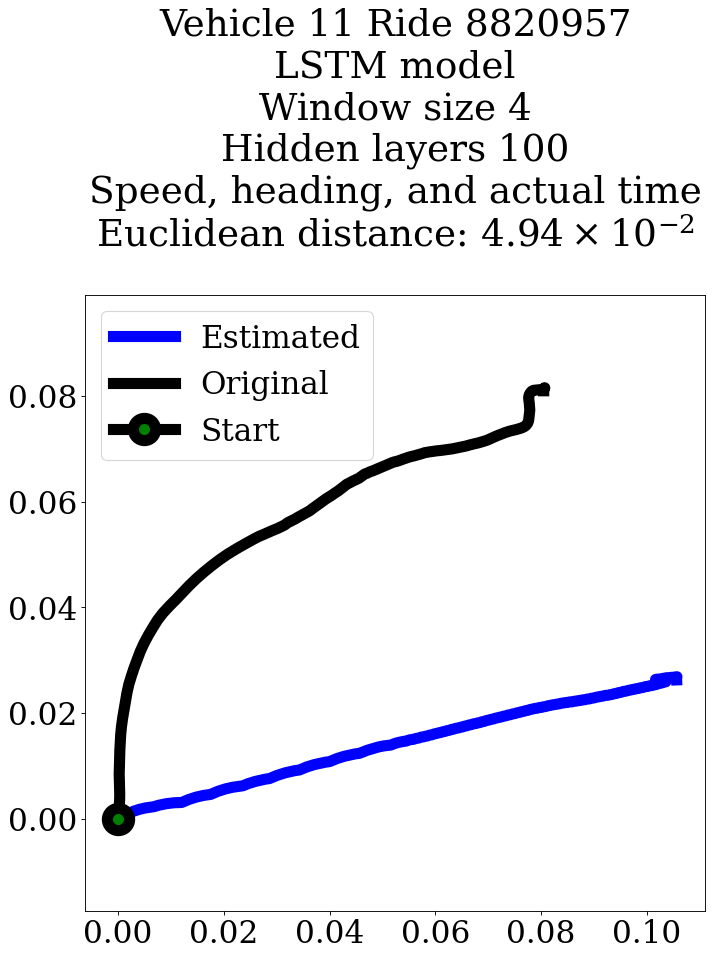 Vehicle 11 Ride 8820957
LSTM model
Window size 4
Hidden layers 100
Speed, heading, and actual time
Euclidean distance: 4.94 × 10⁻²
Estimated
Original
Start
0.08
0.06
0.04
0.02
0.00
0.00 0.02 0.04 0.06 0.08 0.10